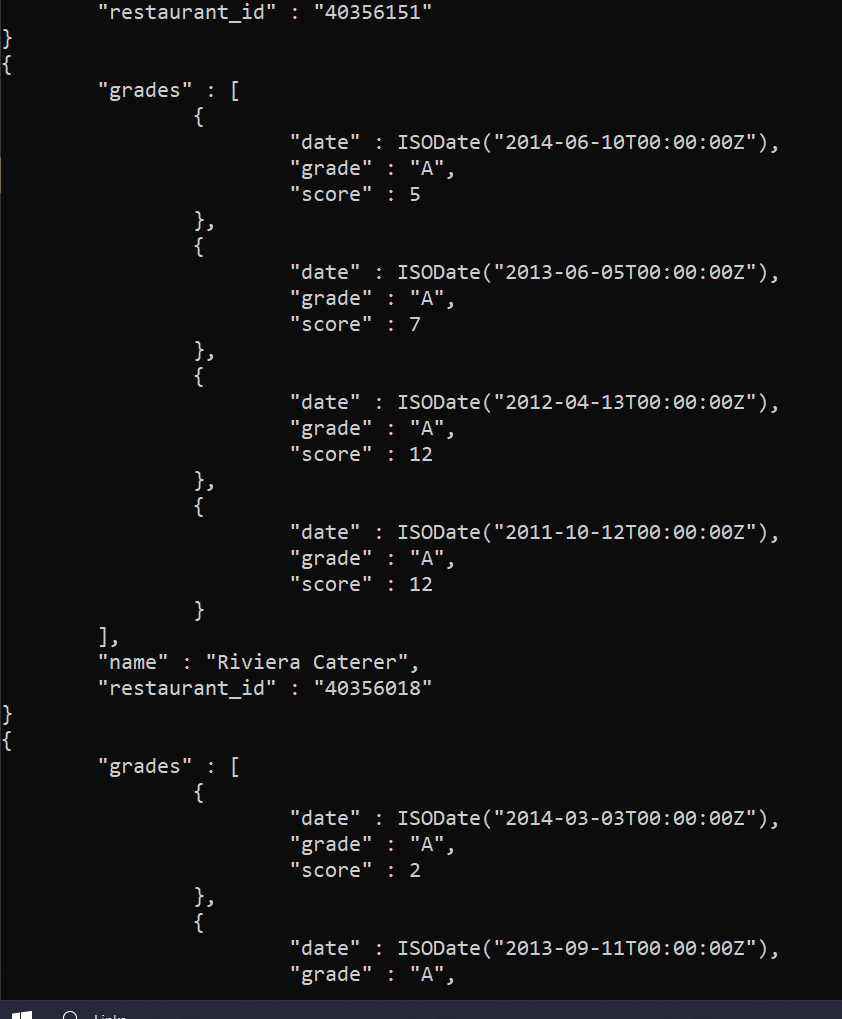 "restaurant_id" : "40356151"
}
{
"grades" : [
{
"date" : ISODate("2014-06-10T00:00:00Z"),
"grade" : "A",
"score" : 5
},
{
"date" : ISODate("2013-06-05T00:00:00Z"),
"grade" : "A",
"score" : 7
},
{
"date" : ISODate("2012-04-13T00:00:00Z"),
"grade" : "A",
"score" : 12
},
{
"date" : ISODate("2011-10-12T00:00:00Z"),
"grade" : "A",
"score" : 12
}
],
"name" : "Riviera Caterer",
"restaurant_id" : "40356018"
}
{
"grades" : [
{
"date" : ISODate("2014-03-03T00:00:00Z"),
"grade" : "A",
"score" : 2
},
{
"date" : ISODate("2013-09-11T00:00:00Z"),
"grade" : "A",